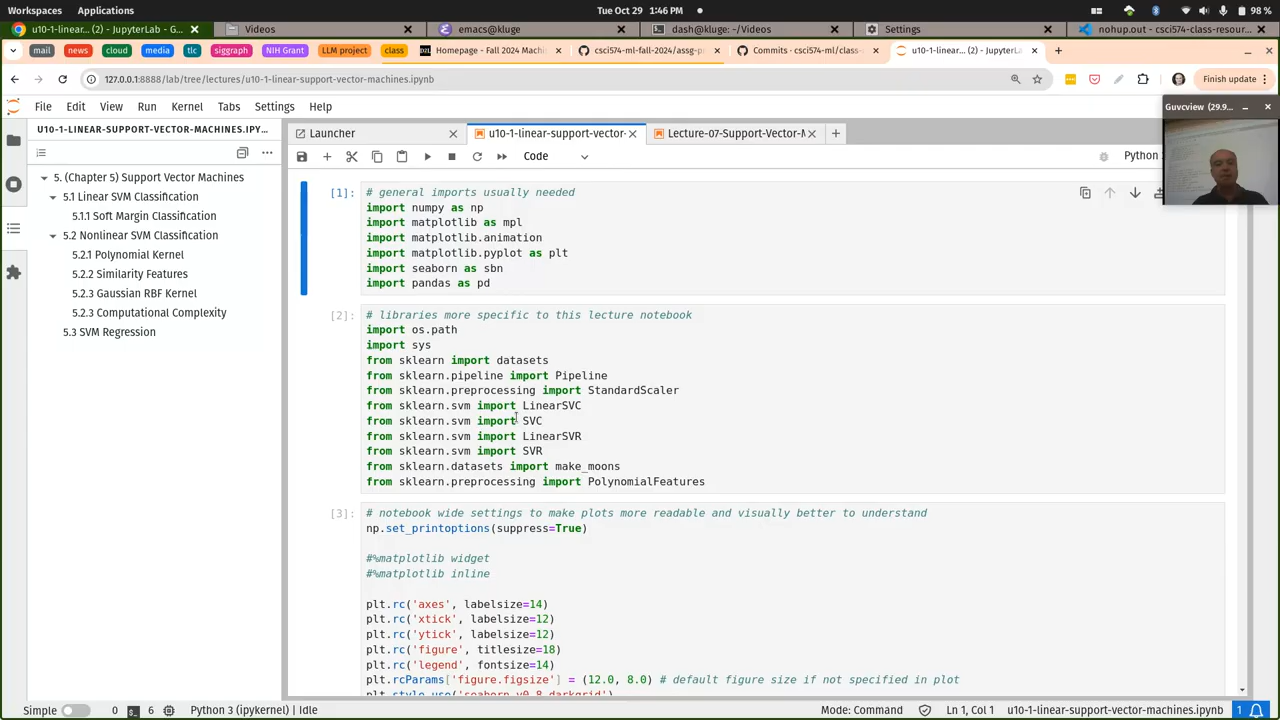 Workspaces Applications Tue Oct 29 1:46 PM 98 %
u10-1-linear... (2) - JupyterLab - G... Videos emacs@kluge dash@kluge: ~/Videos Settings nohup.out - csci574-class-resour...
mail news cloud media tlc siggraph NIH Grant LLM project class Homepage - Fall 2024 Machin csci574-ml-fall-2024/assg-p Commits · csci574-ml/classe u10-1-linear... (2) - JupyterL
127.0.0.1:8888/lab/tree/lectures/u10-1-linear-support-vector-machines.ipynb Finish update
File Edit View Run Kernel Tabs Settings Help
Guvcview (29.9...
U10-1-LINEAR-SUPPORT-VECTOR-MACHINES.IPY...
Launcher u10-1-linear-support-vector- Lecture-07-Support-Vector-M
Code Python
5. (Chapter 5) Support Vector Machines
5.1 Linear SVM Classification
5.1.1 Soft Margin Classification
5.2 Nonlinear SVM Classification
5.2.1 Polynomial Kernel
5.2.2 Similarity Features
5.2.3 Gaussian RBF Kernel
5.2.3 Computational Complexity
5.3 SVM Regression
[1]: # general imports usually needed
import numpy as np
import matplotlib as mpl
import matplotlib.animation
import matplotlib.pyplot as plt
import seaborn as sbn
import pandas as pd
[2]: # libraries more specific to this lecture notebook
import os.path
import sys
from sklearn import datasets
from sklearn.pipeline import Pipeline
from sklearn.preprocessing import StandardScaler
from sklearn.svm import LinearSVC
from sklearn.svm import SVC
from sklearn.svm import LinearSVR
from sklearn.svm import SVR
from sklearn.datasets import make_moons
from sklearn.preprocessing import PolynomialFeatures
[3]: # notebook wide settings to make plots more readable and visually better to understand
np.set_printoptions(suppress=True)
#%matplotlib widget
#%matplotlib inline
plt.rc('axes', labelsize=14)
plt.rc('xtick', labelsize=12)
plt.rc('ytick', labelsize=12)
plt.rc('figure', titlesize=18)
plt.rc('legend', fontsize=14)
plt.rcParams['figure.figsize'] = (12.0, 8.0) # default figure size if not specified in plot
plt.style.use('seaborn-v0_8-darkgrid')
Simple 0 6 Python 3 (ipykernel) | Idle Mode: Command Ln 1, Col 1 u10-1-linear-support-vector-machines.ipynb 1